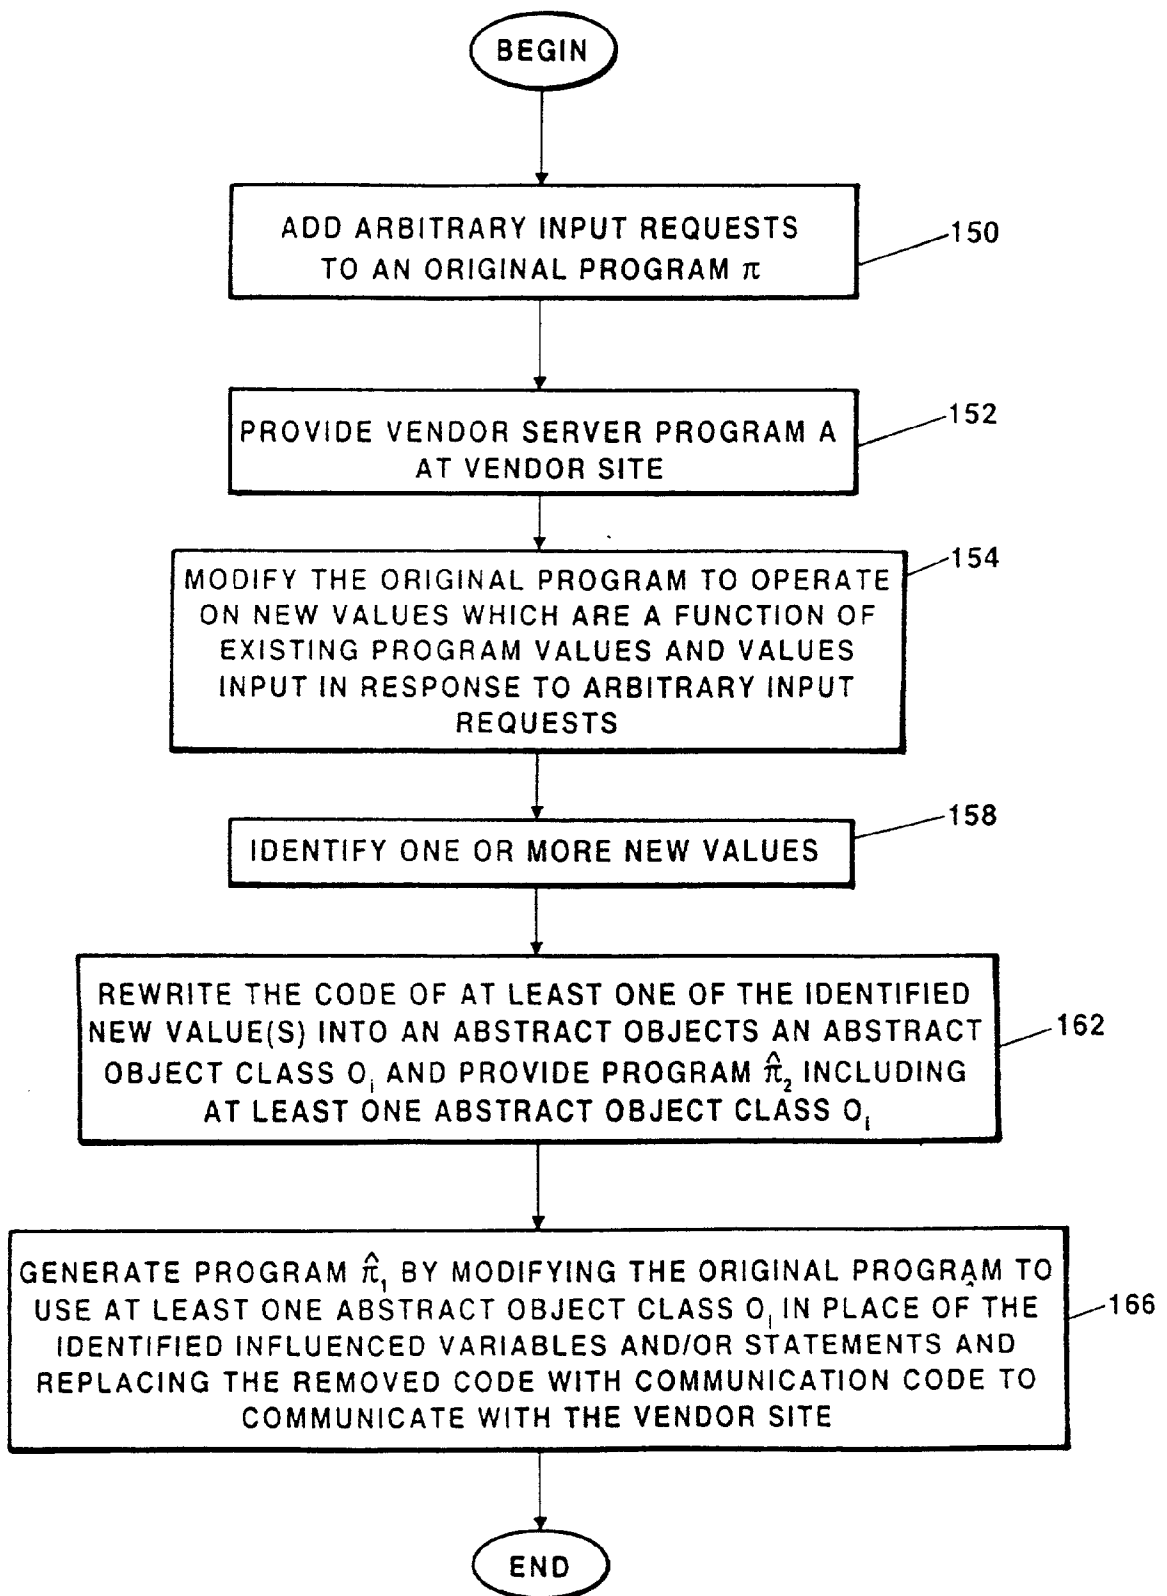 BEGIN
ADD ARBITRARY INPUT REQUESTS
TO AN ORIGINAL PROGRAM π
150
PROVIDE VENDOR SERVER PROGRAM A
AT VENDOR SITE
152
MODIFY THE ORIGINAL PROGRAM TO OPERATE
ON NEW VALUES WHICH ARE A FUNCTION OF
EXISTING PROGRAM VALUES AND VALUES
INPUT IN RESPONSE TO ARBITRARY INPUT
REQUESTS
154
IDENTIFY ONE OR MORE NEW VALUES
158
REWRITE THE CODE OF AT LEAST ONE OF THE IDENTIFIED
NEW VALUE(S) INTO AN ABSTRACT OBJECTS AN ABSTRACT
OBJECT CLASS Oᵢ AND PROVIDE PROGRAM π̂₂ INCLUDING
AT LEAST ONE ABSTRACT OBJECT CLASS Oᵢ
162
GENERATE PROGRAM π̂₁ BY MODIFYING THE ORIGINAL PROGRAM TO
USE AT LEAST ONE ABSTRACT OBJECT CLASS Oᵢ IN PLACE OF THE
IDENTIFIED INFLUENCED VARIABLES AND/OR STATEMENTS AND
REPLACING THE REMOVED CODE WITH COMMUNICATION CODE TO
COMMUNICATE WITH THE VENDOR SITE
166
END